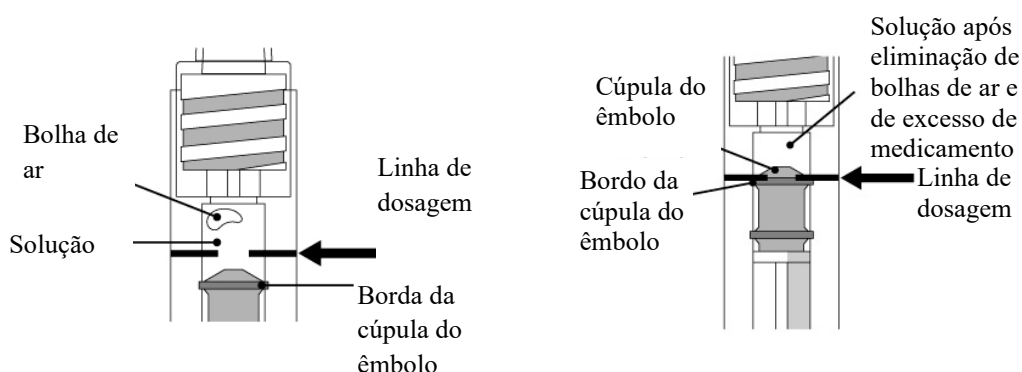 Bolha de
ar
Solução
Linha de
dosagem
Borda da
cúpula do
êmbolo
Cúpula do
êmbolo
Bordo da
cúpula do
êmbolo
Solução após
eliminação de
bolhas de ar e
de excesso de
medicamento
Linha de
dosagem